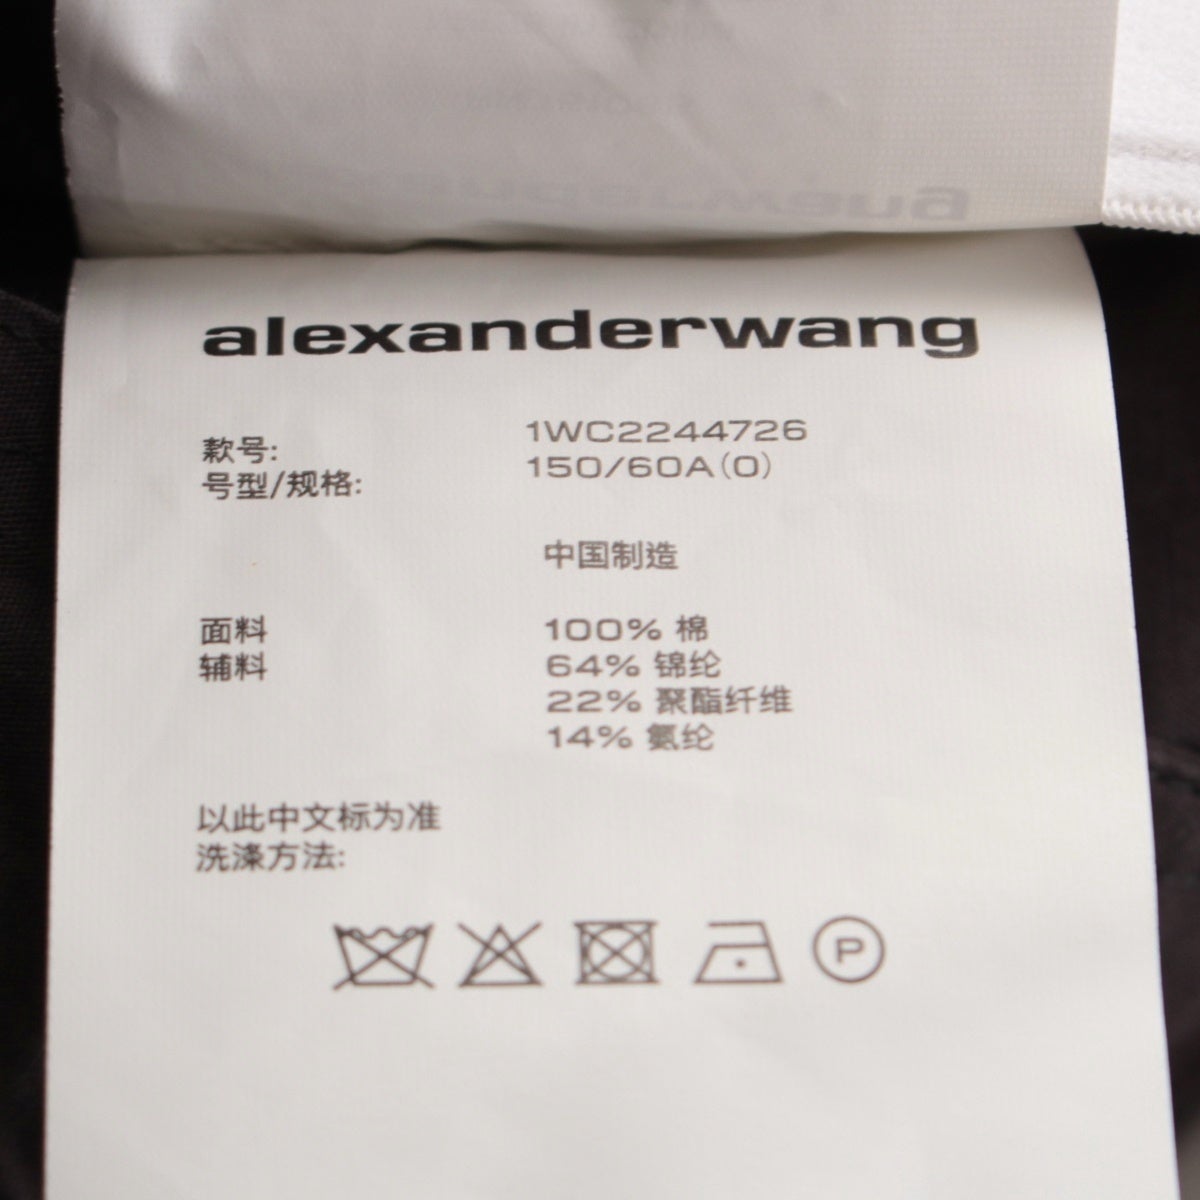 alexanderwang
款号: 1WC2244726
号型/规格: 150/60A(0)
中国制造
面料 100% 棉
辅料 64% 锦纶
22% 聚酯纤维
14% 氨纶
以此中文标为准
洗涤方法:
P